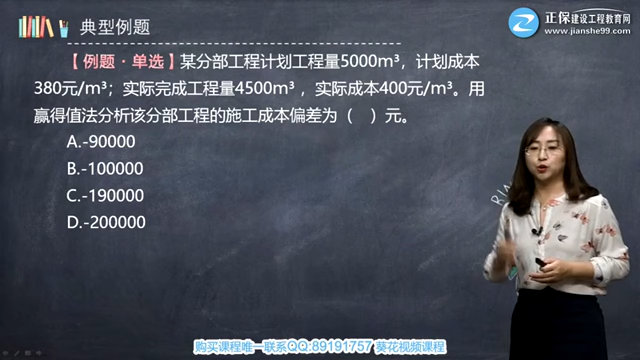 典型例题
正保建设工程教育网
www.jianshe99.com
【例题·单选】某分部工程计划工程量5000m³，计划成本
380元/m³；实际完成工程量4500m³，实际成本400元/m³。用
赢得值法分析该分部工程的施工成本偏差为（ ）元。
A.-90000
B.-100000
C.-190000
D.-200000
购买课程唯一联系QQ:89191757 葵花视频课程